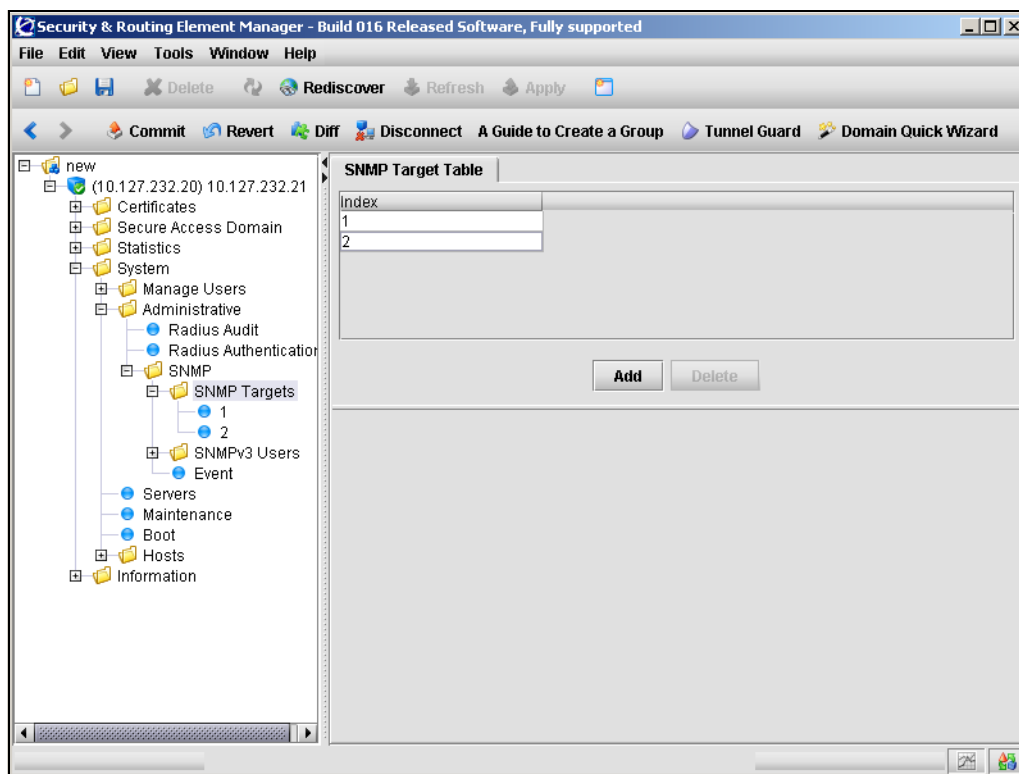 Security & Routing Element Manager - Build 016 Released Software, Fully supported
File Edit View Tools Window Help
Delete Rediscover Refresh Apply
Commit Revert Diff Disconnect A Guide to Create a Group Tunnel Guard Domain Quick Wizard
new
(10.127.232.20) 10.127.232.21
Certificates
Secure Access Domain
Statistics
System
Manage Users
Administrative
Radius Audit
Radius Authentication
SNMP
SNMP Targets
1
2
SNMPv3 Users
Event
Servers
Maintenance
Boot
Hosts
Information
SNMP Target Table
Index
1
2
Add Delete